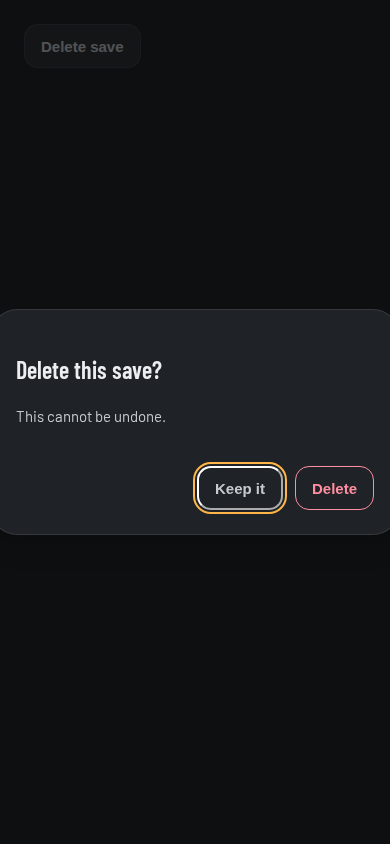 Delete save
Delete this save?
This cannot be undone.
Keep it
Delete